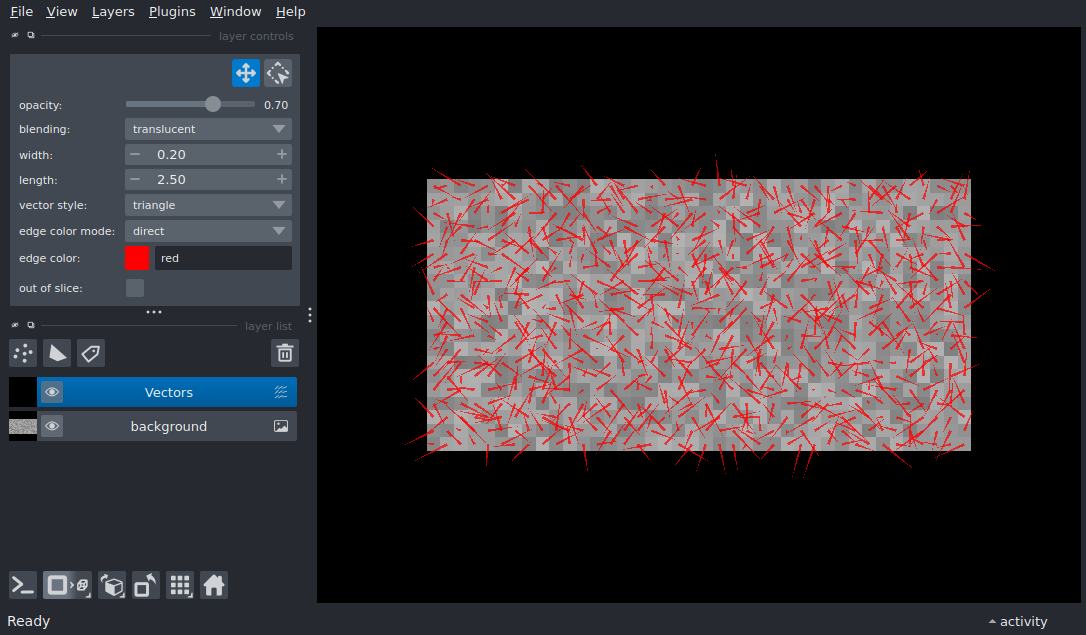 File View Layers Plugins Window Help
layer controls
opacity: 0.70
blending: translucent
width: 0.20
length: 2.50
vector style: triangle
edge color mode: direct
edge color: red
out of slice:
layer list
Vectors
background
Ready
activity